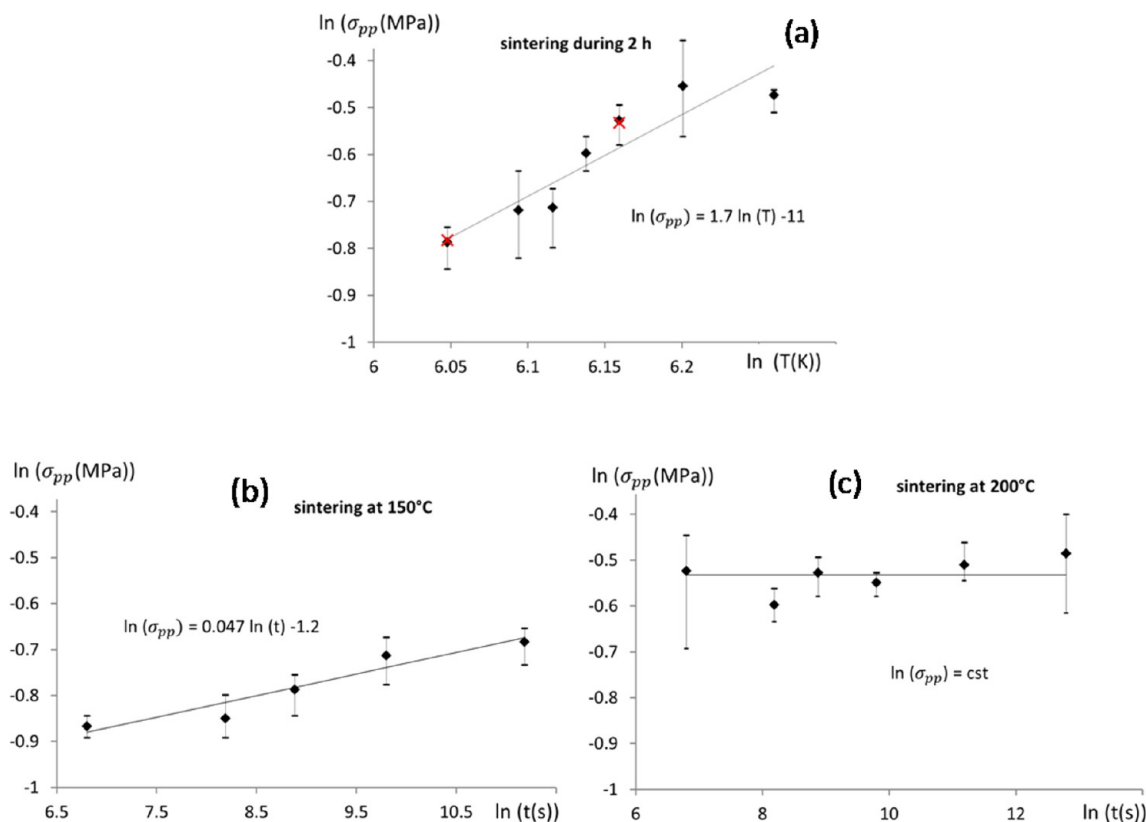 ln (σpp(MPa))
(a)
sintering during 2 h
-0.4
-0.5
-0.6
-0.7
-0.8
-0.9
-1
ln (σpp) = 1.7 ln (T) -11
6
6.05
6.1
6.15
6.2
ln (T(K))
ln (σpp(MPa))
(b)
sintering at 150°C
-0.4
-0.5
-0.6
-0.7
-0.8
-0.9
-1
ln (σpp) = 0.047 ln (t) -1.2
6.5
7.5
8.5
9.5
10.5
ln (t(s))
ln (σpp(MPa))
(c)
sintering at 200°C
-0.4
-0.5
-0.6
-0.7
-0.8
-0.9
-1
ln (σpp) = cst
6
8
10
12
ln (t(s))